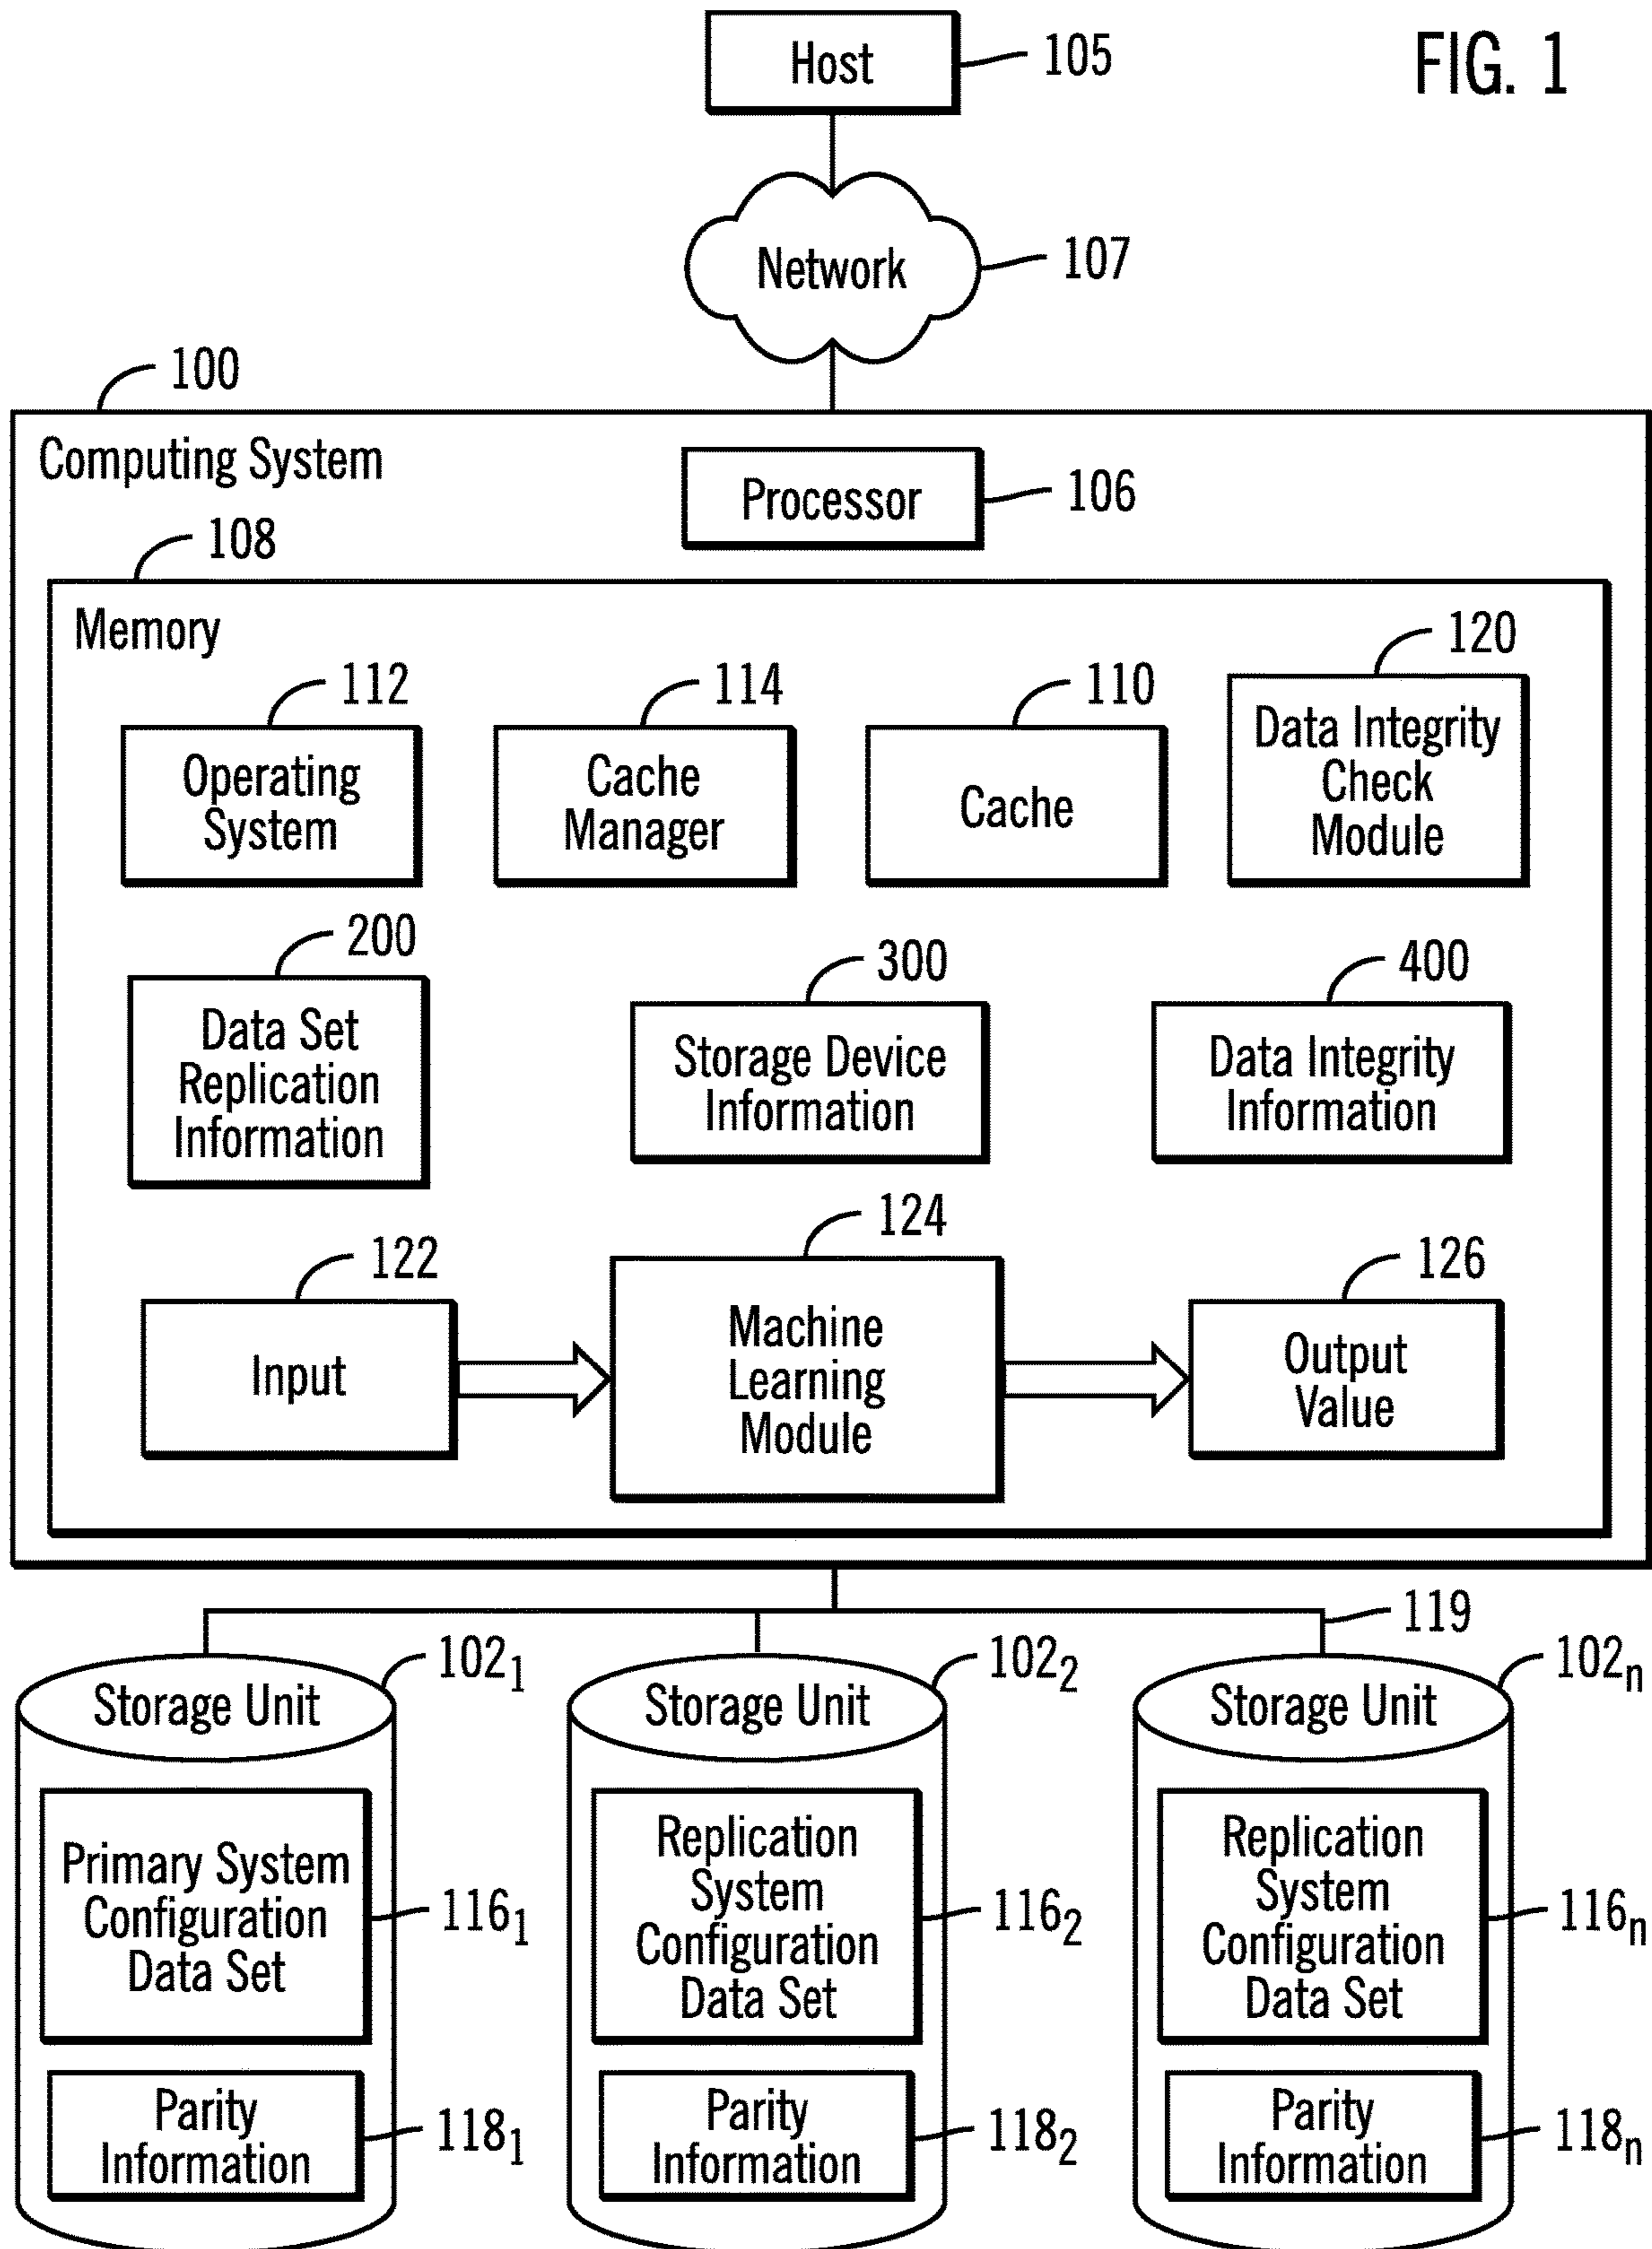 FIG. 1
Host
105
Network
107
100
Computing System
Processor
106
108
Memory
112
Operating
System
114
Cache
Manager
110
Cache
120
Data Integrity
Check
Module
200
Data Set
Replication
Information
300
Storage Device
Information
400
Data Integrity
Information
122
Input
124
Machine
Learning
Module
126
Output
Value
119
102₁
Storage Unit
Primary System
Configuration
Data Set
116₁
Parity
Information
118₁
102₂
Storage Unit
Replication
System
Configuration
Data Set
116₂
Parity
Information
118₂
102ₙ
Storage Unit
Replication
System
Configuration
Data Set
116ₙ
Parity
Information
118ₙ